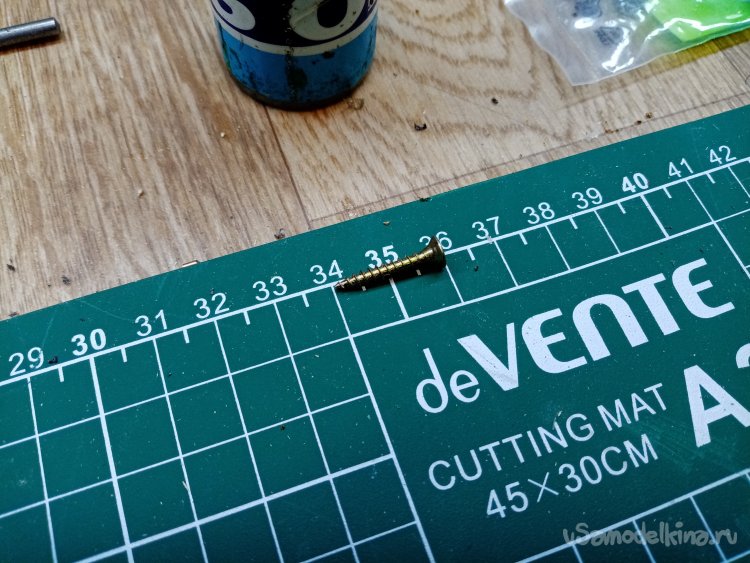 29 30 31 32 33 34 35 36 37 38 39 40 41 42
deVENTE
CUTTING MAT
45×30CM
vSamodelkina.ru